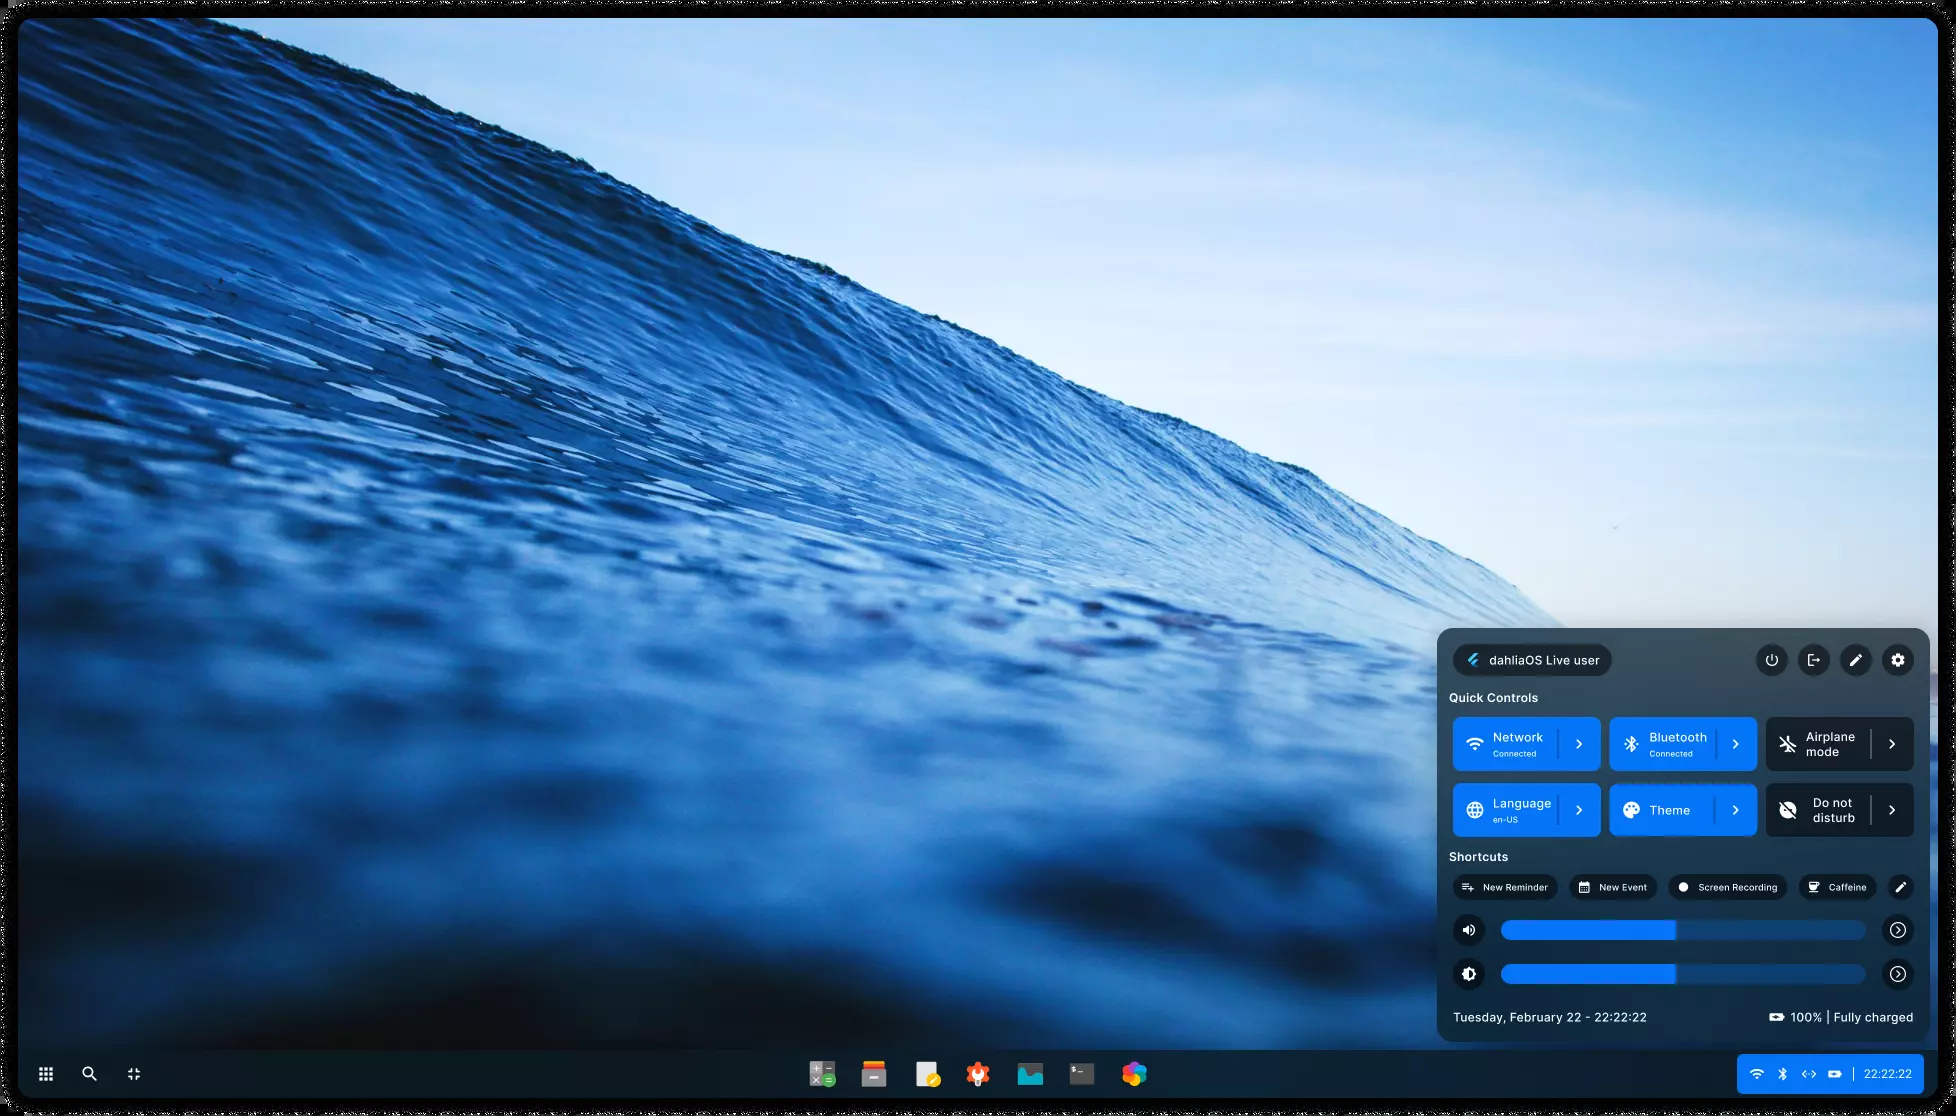 dahliaOS Live user
Quick Controls
Network
Connected
Bluetooth
Connected
Airplane
mode
Language
en-US
Theme
Do not
disturb
Shortcuts
New Reminder
New Event
Screen Recording
Caffeine
Tuesday, February 22 - 22:22:22
100% | Fully charged
$_
22:22:22